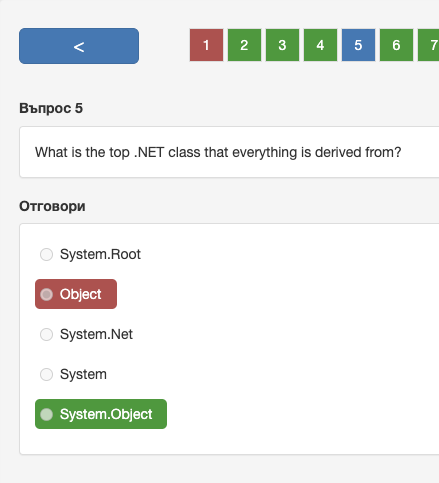 < 1 2 3 4 5 6 7
Въпрос 5
What is the top .NET class that everything is derived from?
Отговори
System.Root
Object
System.Net
System
System.Object